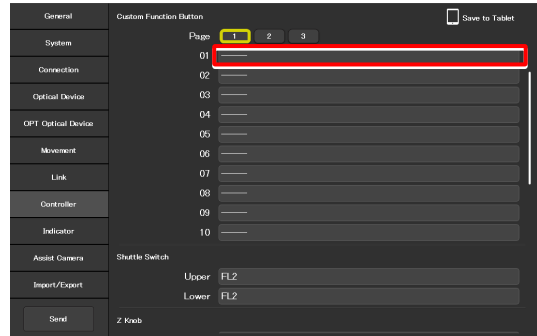 General
System
Connection
Optical Device
OPT Optical Device
Movement
Link
Controller
Indicator
Assist Camera
Import/Export
Send
Custom Function Button
Save to Tablet
Page 1 2 3
01 ——
02 ——
03 ——
04 ——
05 ——
06 ——
07 ——
08 ——
09 ——
10 ——
Shuttle Switch
Upper FL2
Lower FL2
Z Knob